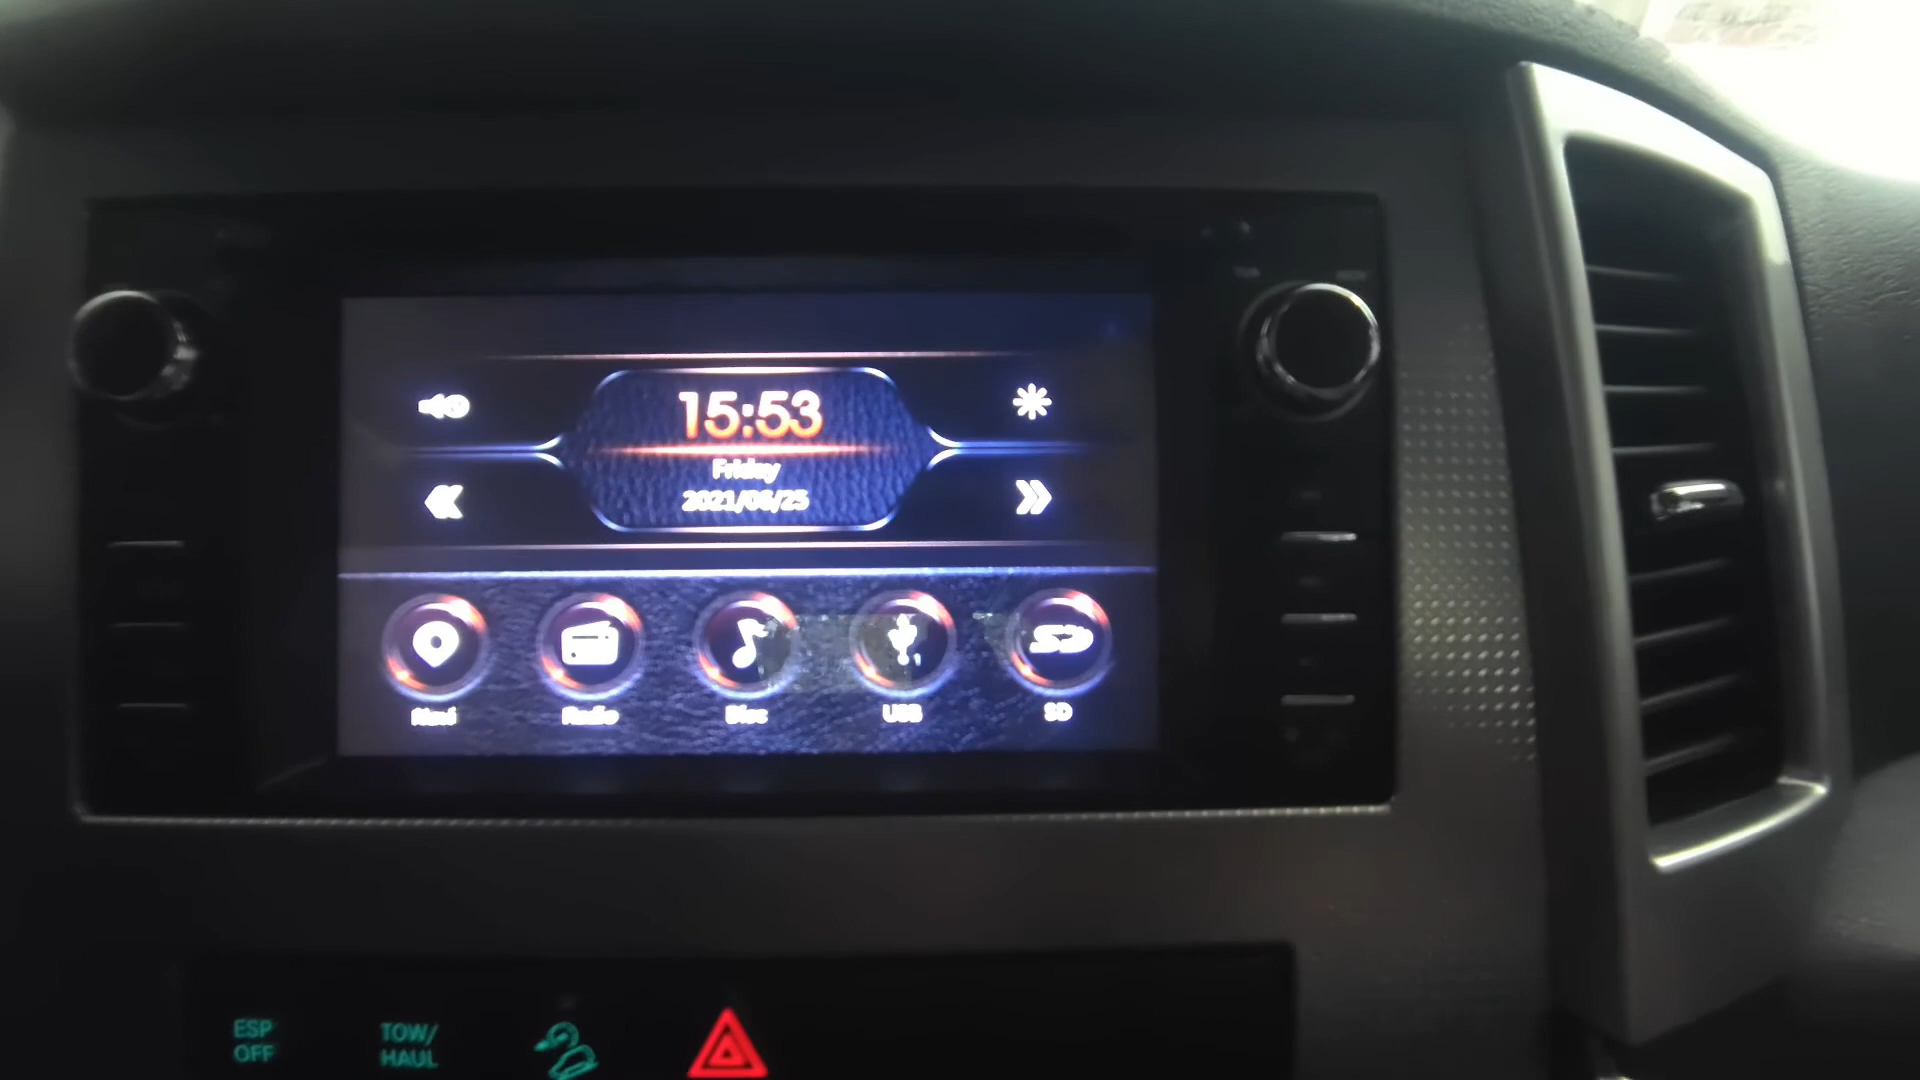 15:53
Friday
2021/06/25
Navi
Radio
Disc
USB
SD
ESP
OFF
TOW/
HAUL